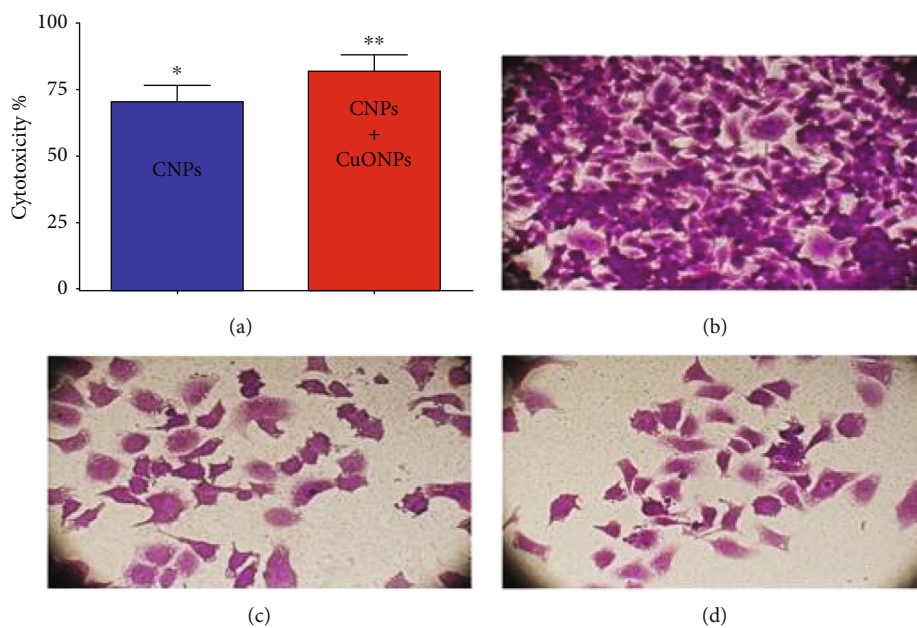 100
75
50
25
0
Cytotoxicity %
*
**
CNPs
CNPs
+
CuONPs
(a)
(b)
(c)
(d)